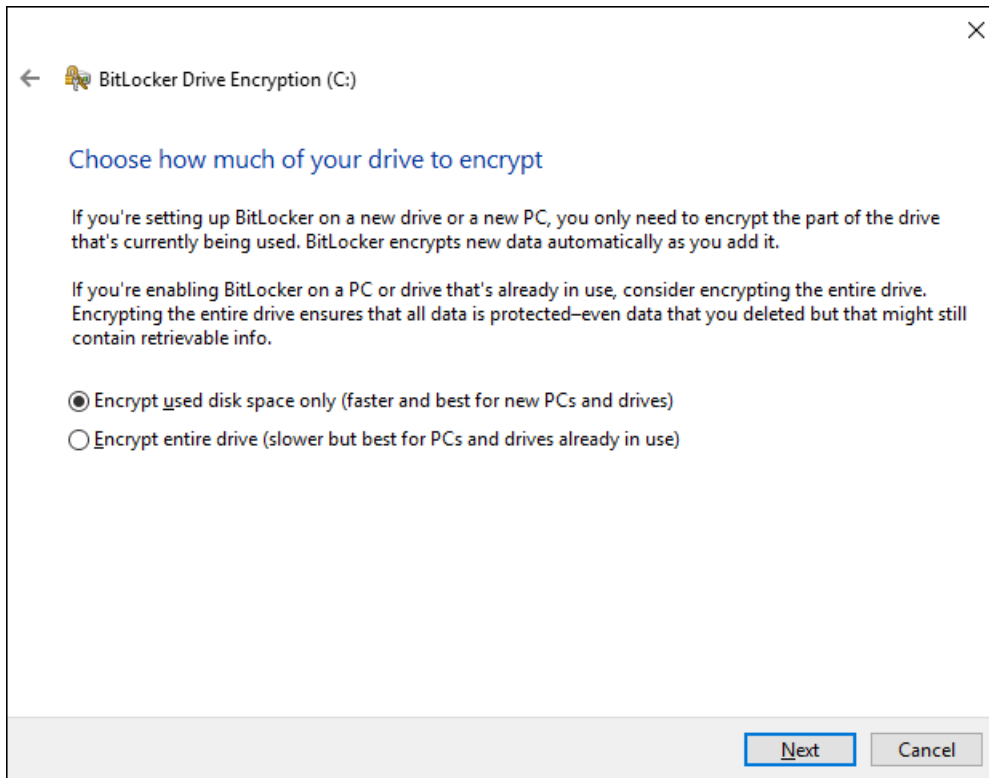 BitLocker Drive Encryption (C:)
Choose how much of your drive to encrypt
If you're setting up BitLocker on a new drive or a new PC, you only need to encrypt the part of the drive
that's currently being used. BitLocker encrypts new data automatically as you add it.
If you're enabling BitLocker on a PC or drive that's already in use, consider encrypting the entire drive.
Encrypting the entire drive ensures that all data is protected–even data that you deleted but that might still
contain retrievable info.
Encrypt used disk space only (faster and best for new PCs and drives)
Encrypt entire drive (slower but best for PCs and drives already in use)
Next Cancel